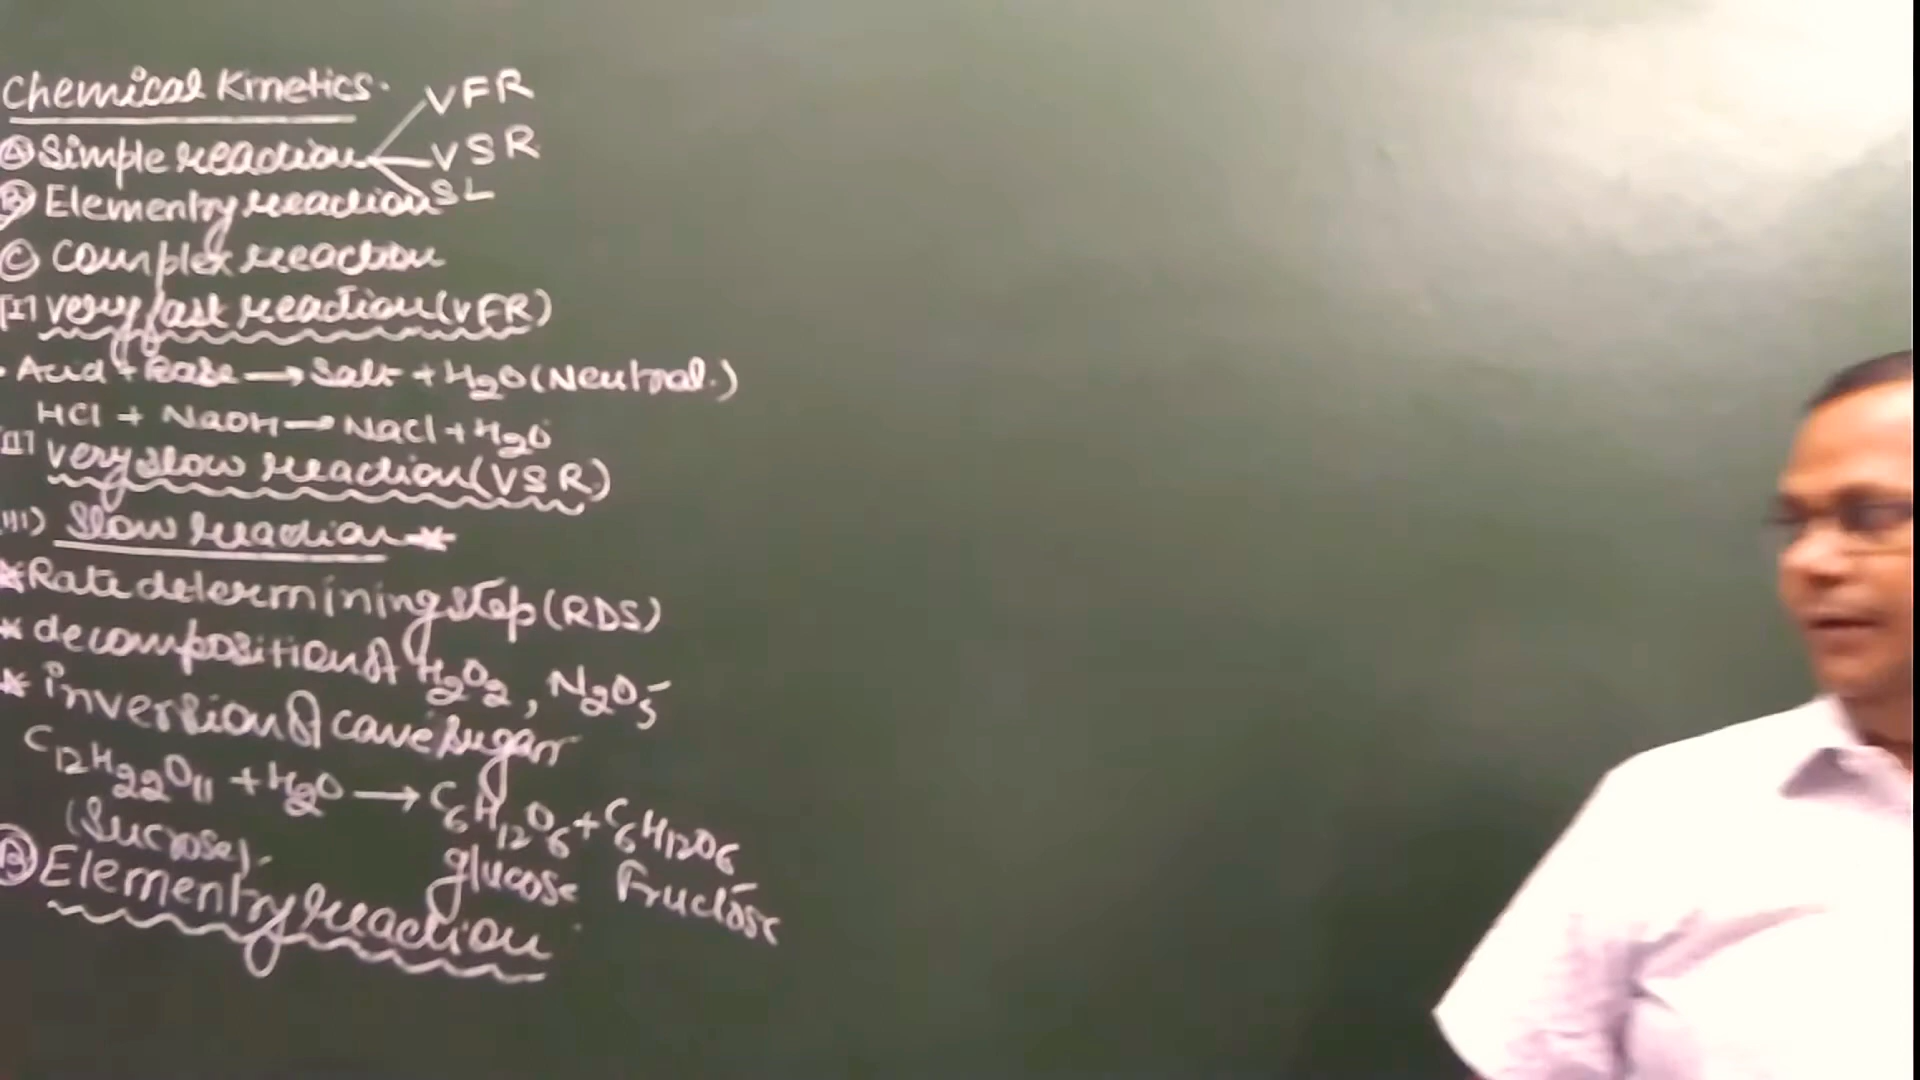 Chemical Kinetics.
Ⓐ Simple reaction VFR
VSR
SL
Ⓑ Elementry reaction
Ⓒ Complex reaction
[I] very fast reaction (VFR)
• Acid + Base → Salt + H₂O (Neutral.)
HCl + NaOH → NaCl + H₂O
[II] very slow reaction (VSR)
(III) Slow reaction *
* Rate determining step (RDS)
* decomposition of H₂O₂, N₂O₅
* inversion of cane sugar
C₁₂H₂₂O₁₁ + H₂O → C₆H₁₂O₆ + C₆H₁₂O₆
(Sucrose). glucose Fructose
Ⓑ Elementry reaction